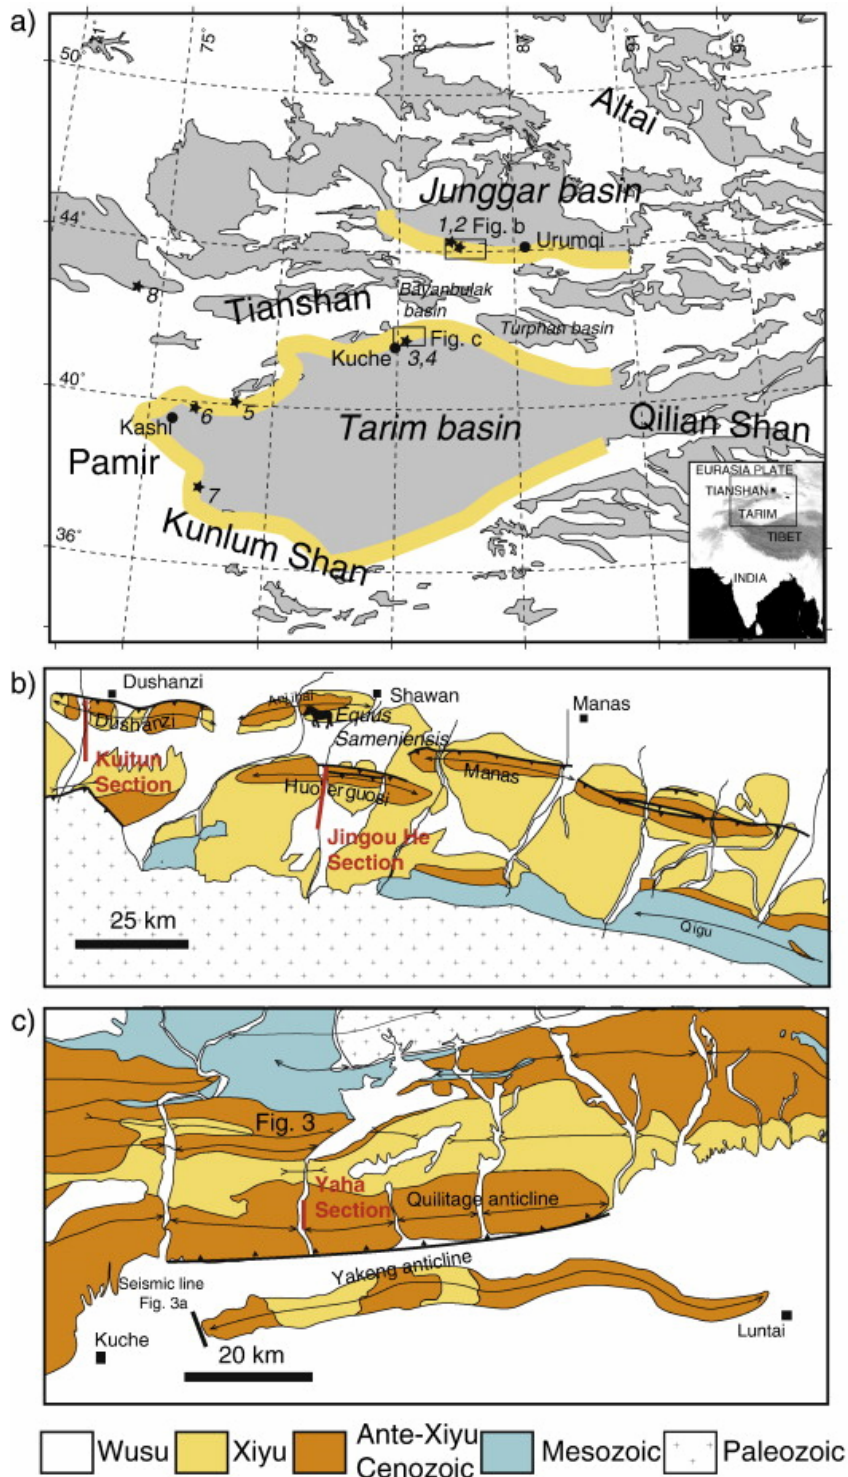 a)
71
75
79
83
87
91
95
50°
Altai
Junggar basin
44°
1,2 Fig. b
Urumqi
8
Tianshan
Bayanbulak
basin
Turphan basin
Kuche
Fig. c
3,4
40°
Kashi
6
5
Tarim basin
Qilian Shan
Pamir
7
Kunlum Shan
36°
EURASIA PLATE
TIANSHAN
TARIM
TIBET
INDIA
b)
Dushanzi
Shawan
Manas
Dushanzi
Equus
Sameniensis
Kuitun
Section
Huoerguosi
Manas
Jingou He
Section
25 km
Qigu
c)
Fig. 3
Yaha
Section
Quilitage anticline
Yakeng anticline
Seismic line
Fig. 3a
Kuche
20 km
Luntai
Wusu
Xiyu
Ante-Xiyu
Cenozoic
Mesozoic
Paleozoic